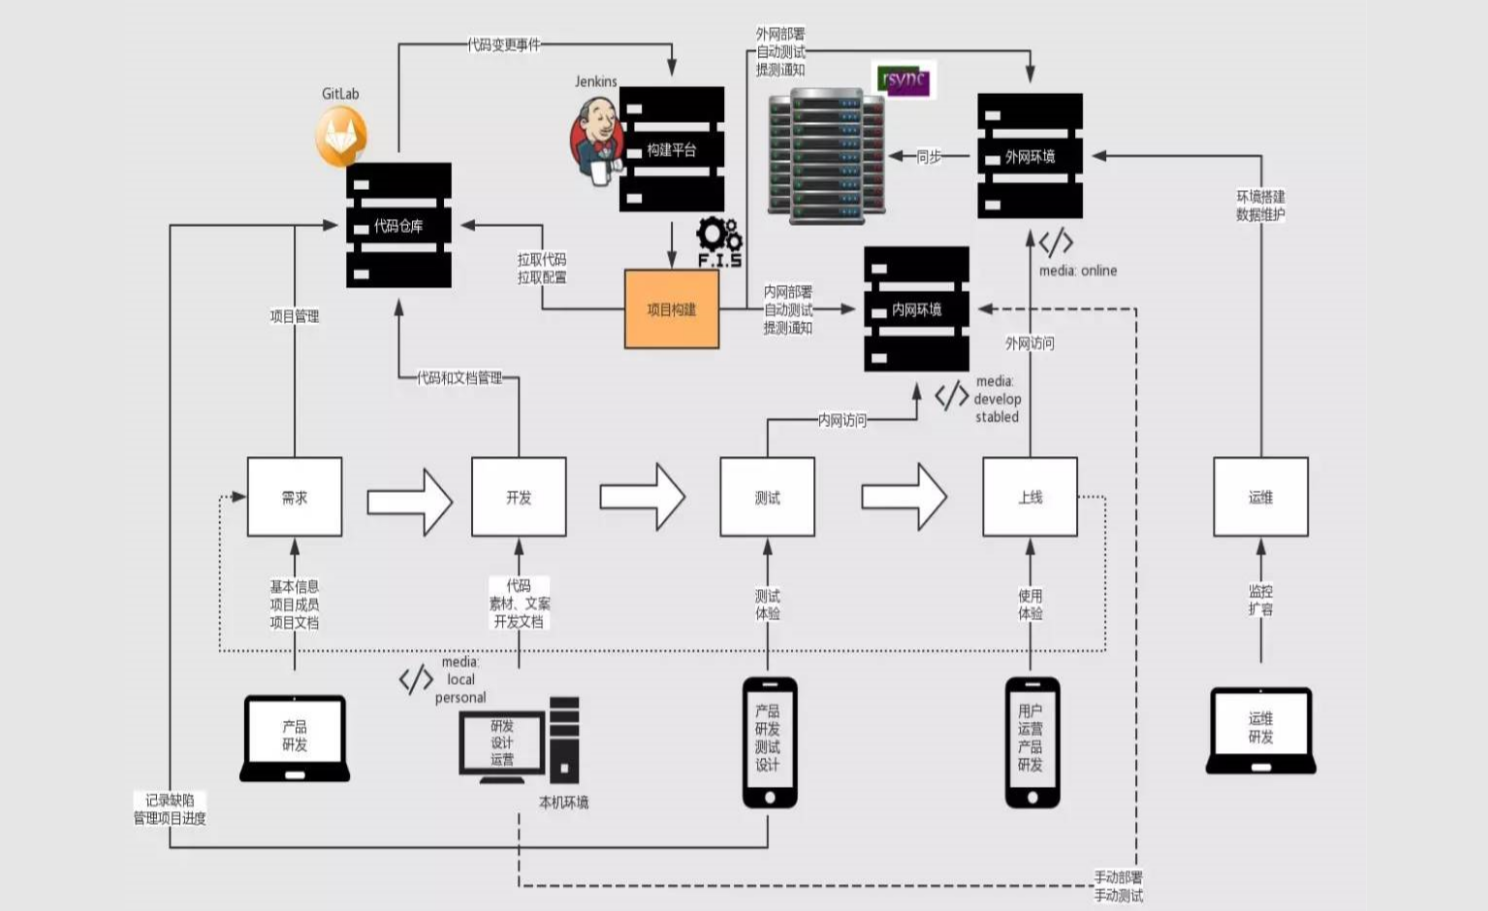 代码变更事件
外网部署
自动测试
提测通知
rsync
Jenkins
GitLab
构建平台
同步
外网环境
代码仓库
环境搭建
数据维护
F.I.S
media: online
拉取代码
拉取配置
项目管理
项目构建
内网部署
自动测试
提测通知
内网环境
外网访问
代码和文档管理
media:
develop
stabled
内网访问
需求
开发
测试
上线
运维
基本信息
项目成员
项目文档
代码
素材、文案
开发文档
测试
体验
使用
体验
监控
扩容
media:
local
personal
产品
研发
研发
设计
运营
本机环境
产品
研发
测试
设计
用户
运营
产品
研发
运维
研发
记录缺陷
管理项目进度
手动部署
手动测试